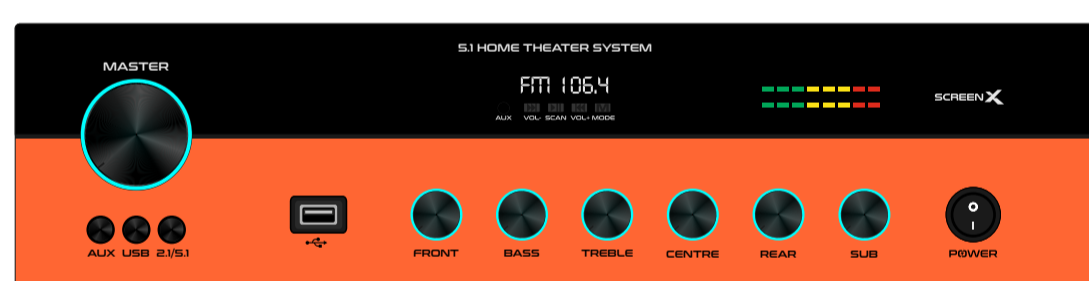 5.1 HOME THEATER SYSTEM
MASTER
FM 106.4
SCREEN X
AUX VOL- SCAN VOL+ MODE
AUX USB 2.1/5.1
FRONT BASS TREBLE CENTRE REAR SUB POWER